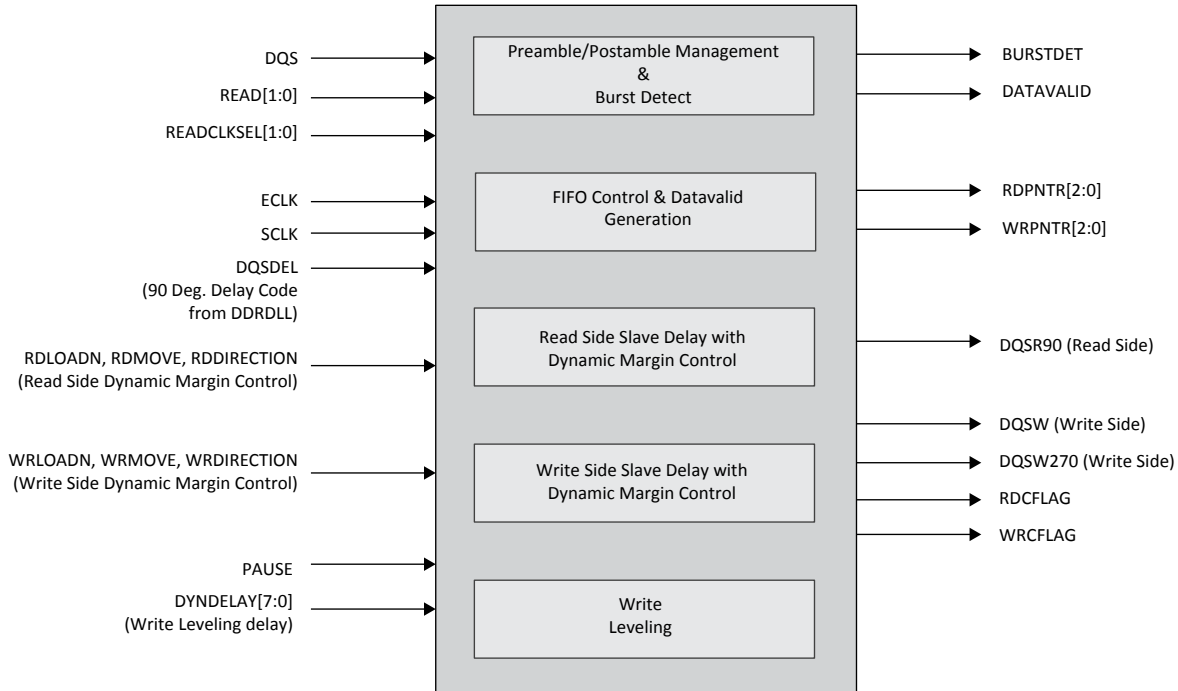 DQS
READ[1:0]
READCLKSEL[1:0]
ECLK
SCLK
DQSDEL
(90 Deg. Delay Code
from DDRDLL)
RDLOADN, RDMOVE, RDDIRECTION
(Read Side Dynamic Margin Control)
WRLOADN, WRMOVE, WRDIRECTION
(Write Side Dynamic Margin Control)
PAUSE
DYNDELAY[7:0]
(Write Leveling delay)
Preamble/Postamble Management
&
Burst Detect
FIFO Control & Datavalid
Generation
Read Side Slave Delay with
Dynamic Margin Control
Write Side Slave Delay with
Dynamic Margin Control
Write
Leveling
BURSTDET
DATAVALID
RDPNTR[2:0]
WRPNTR[2:0]
DQSR90 (Read Side)
DQSW (Write Side)
DQSW270 (Write Side)
RDCFLAG
WRCFLAG